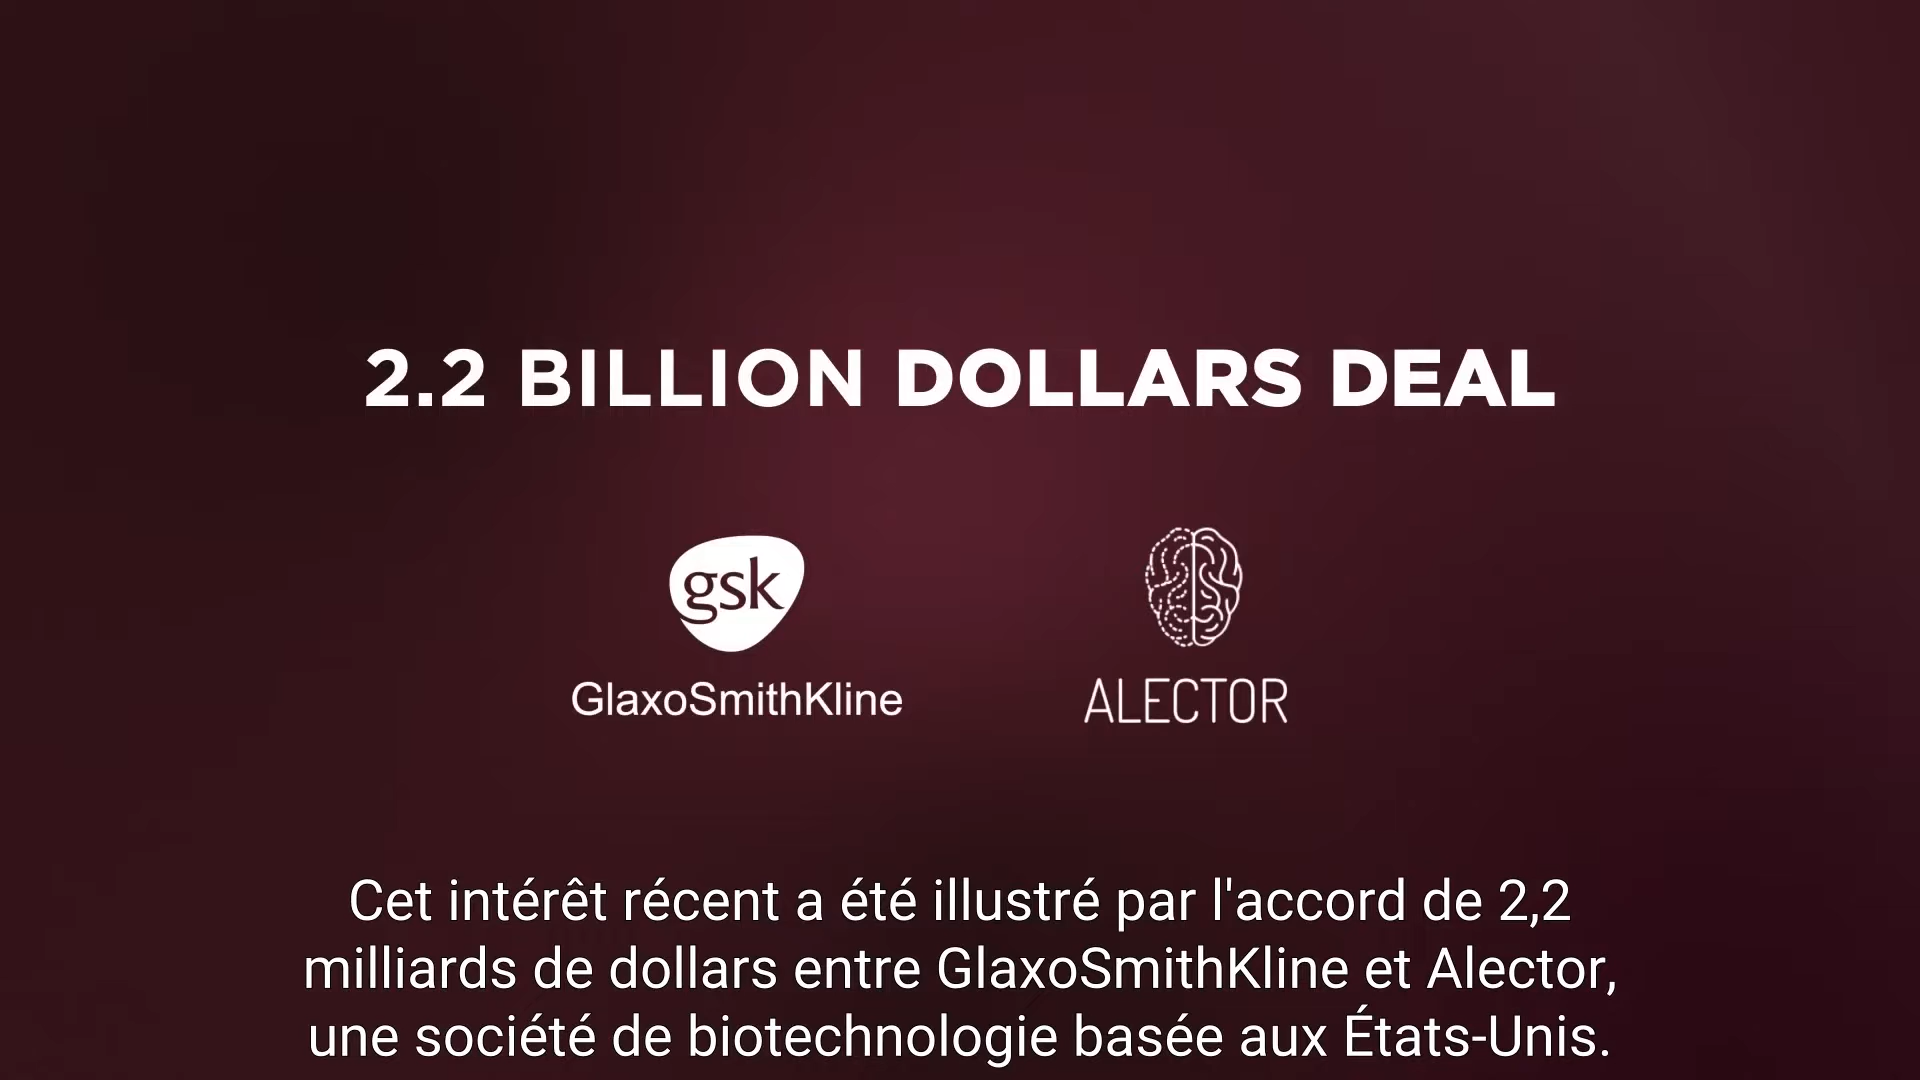 2.2 BILLION DOLLARS DEAL
gsk
GlaxoSmithKline
ALECTOR
Cet intérêt récent a été illustré par l'accord de 2,2
milliards de dollars entre GlaxoSmithKline et Alector,
une société de biotechnologie basée aux États-Unis.